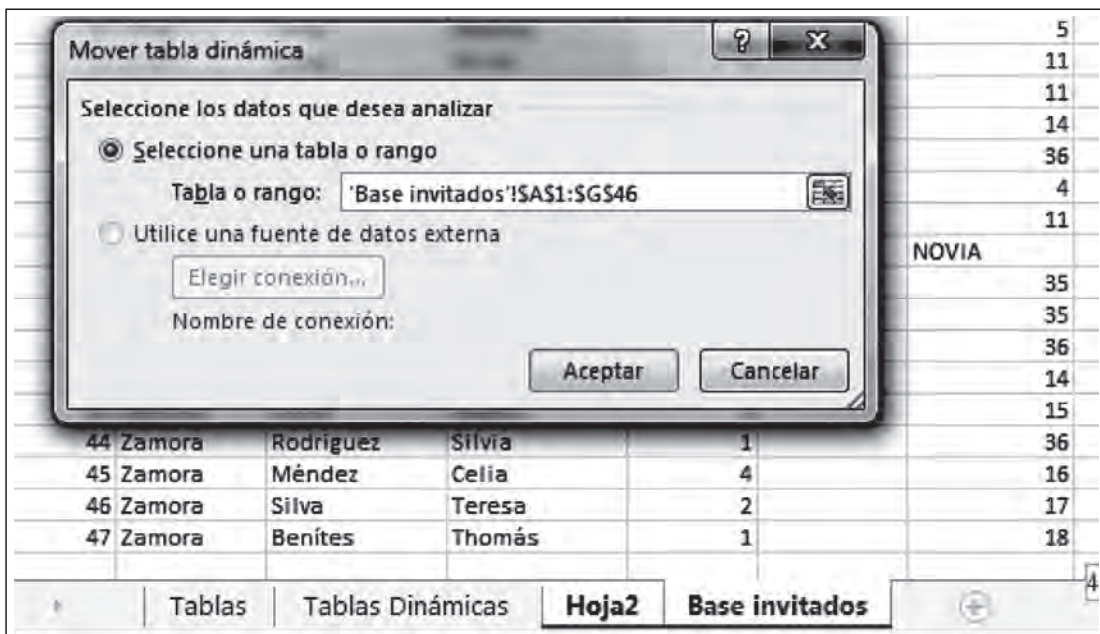 5
Mover tabla dinámica
11
Seleccione los datos que desea analizar
11
14
Seleccione una tabla o rango
36
Tabla o rango: 'Base invitados'!$A$1:$G$46
4
11
Utilice una fuente de datos externa
NOVIA
Elegir conexión...
35
Nombre de conexión:
35
36
Aceptar Cancelar
14
15
44 Zamora Rodríguez Silvia 1 36
45 Zamora Méndez Celia 4 16
46 Zamora Silva Teresa 2 17
47 Zamora Benítes Thomás 1 18
4
Tablas Tablas Dinámicas Hoja2 Base invitados